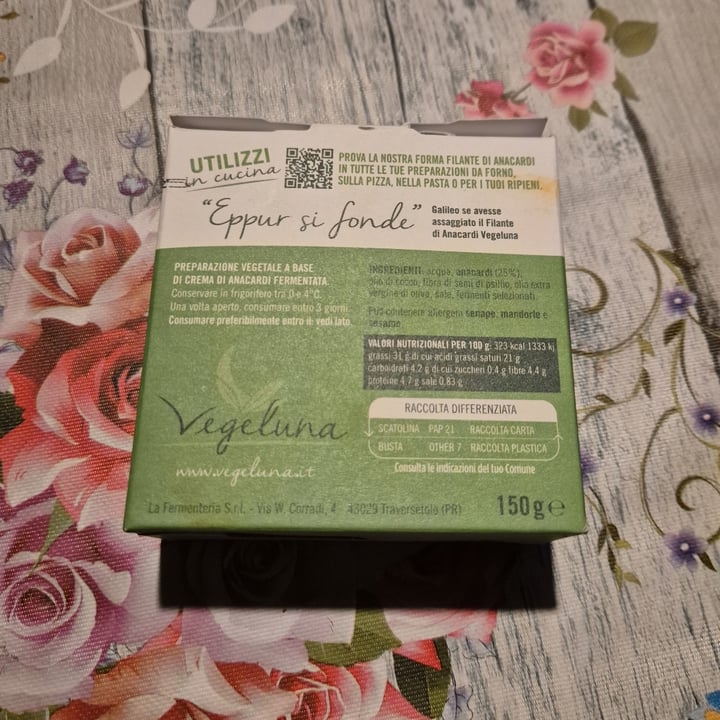 UTILIZZI
in cucina
PROVA LA NOSTRA FORMA FILANTE DI ANACARDI
IN TUTTE LE TUE PREPARAZIONI DA FORNO,
SULLA PIZZA, NELLA PASTA O PER I TUOI RIPIENI.
"Eppur si fonde"
Galileo se avesse
assaggiato il Filante
di Anacardi Vegeluna
PREPARAZIONE VEGETALE A BASE
DI CREMA DI ANACARDI FERMENTATA.
Conservare in frigorifero tra 0 e 4°C.
Una volta aperto, consumare entro 3 giorni.
Consumare preferibilmente entro il: vedi lato
INGREDIENTI: acqua, anacardi (25%),
olio di cocco, fibra di semi di psillio, olio extra
vergine di oliva, sale, fermenti selezionati.
Può contenere allergeni senape, mandorle e
sesamo.
VALORI NUTRIZIONALI PER 100 g: 323 kcal 1333 kj
grassi 31 g di cui acidi grassi saturi 21 g
carboidrati 4,2 g di cui zuccheri 0,4 g fibre 4,4 g
proteine 4,7 g sale 0,83 g
RACCOLTA DIFFERENZIATA
SCATOLINA PAP 21 RACCOLTA CARTA
BUSTA OTHER 7 RACCOLTA PLASTICA
Consulta le indicazioni del tuo Comune
Vegeluna
www.vegeluna.it
La Fermenteria S.r.l. - Via W. Corradi, 4 - 43029 Traversetolo (PR)
150g e